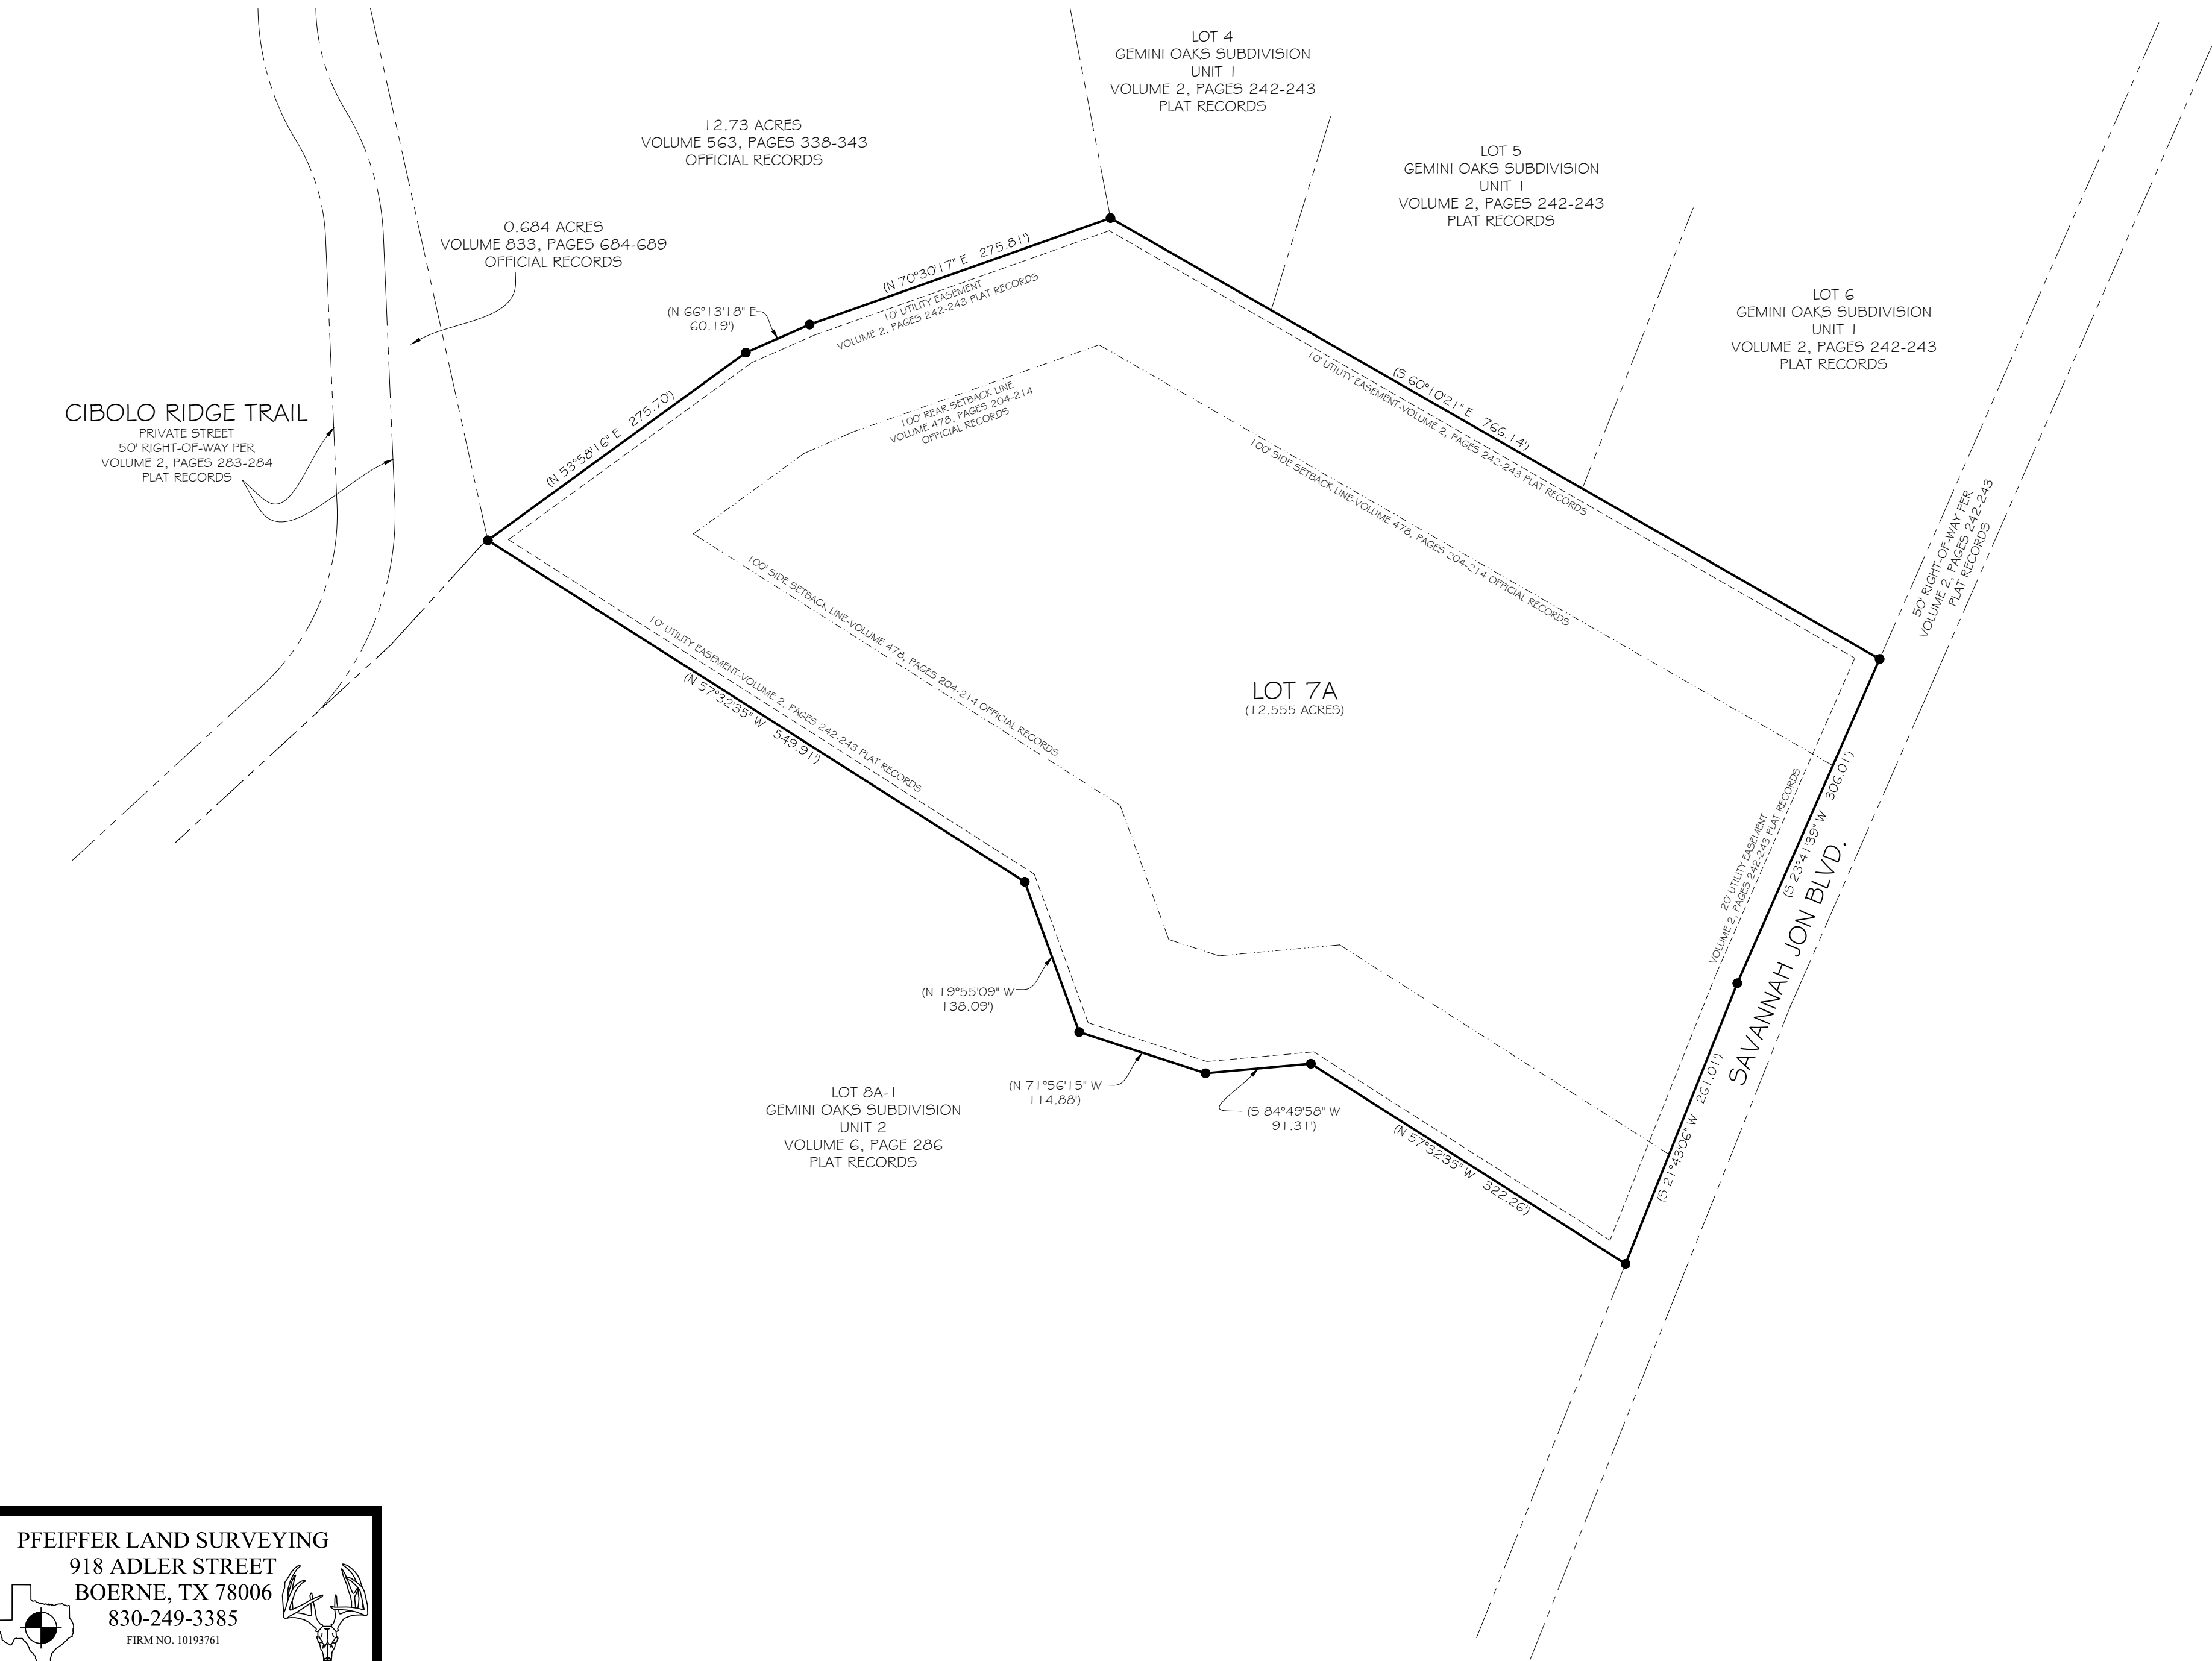 LOT 4
GEMINI OAKS SUBDIVISION
UNIT 1
VOLUME 2, PAGES 242-243
PLAT RECORDS
12.73 ACRES
VOLUME 563, PAGES 338-343
OFFICIAL RECORDS
LOT 5
GEMINI OAKS SUBDIVISION
UNIT 1
VOLUME 2, PAGES 242-243
PLAT RECORDS
0.684 ACRES
VOLUME 833, PAGES 684-689
OFFICIAL RECORDS
LOT 6
GEMINI OAKS SUBDIVISION
UNIT 1
VOLUME 2, PAGES 242-243
PLAT RECORDS
(N 70°30'17" E 275.81')
10' UTILITY EASEMENT
VOLUME 2, PAGES 242-243 PLAT RECORDS
(N 66°13'18" E
60.19')
(N 53°58'16" E 275.70')
100' REAR SETBACK LINE
VOLUME 478, PAGES 204-214
OFFICIAL RECORDS
(S 60°10'21" E 766.14')
10' UTILITY EASEMENT-VOLUME 2, PAGES 242-243 PLAT RECORDS
100' SIDE SETBACK LINE-VOLUME 478, PAGES 204-214 OFFICIAL RECORDS
CIBOLO RIDGE TRAIL
PRIVATE STREET
50' RIGHT-OF-WAY PER
VOLUME 2, PAGES 283-284
PLAT RECORDS
50' RIGHT-OF-WAY PER
VOLUME 2, PAGES 242-243
PLAT RECORDS
100' SIDE SETBACK LINE-VOLUME 478, PAGES 204-214 OFFICIAL RECORDS
10' UTILITY EASEMENT-VOLUME 2, PAGES 242-243 PLAT RECORDS
(N 57°32'35" W 549.91')
LOT 7A
(12.555 ACRES)
20' UTILITY EASEMENT
VOLUME 2, PAGES 242-243 PLAT RECORDS
(S 23°41'39" W 306.01')
SAVANNAH JON BLVD.
(S 21°43'06" W 261.01')
(N 19°55'09" W
138.09')
(N 71°56'15" W
114.88')
(S 84°49'58" W
91.31')
(N 57°32'35" W 322.26')
LOT 8A-1
GEMINI OAKS SUBDIVISION
UNIT 2
VOLUME 6, PAGE 286
PLAT RECORDS
PFEIFFER LAND SURVEYING
918 ADLER STREET
BOERNE, TX 78006
830-249-3385
FIRM NO. 10193761